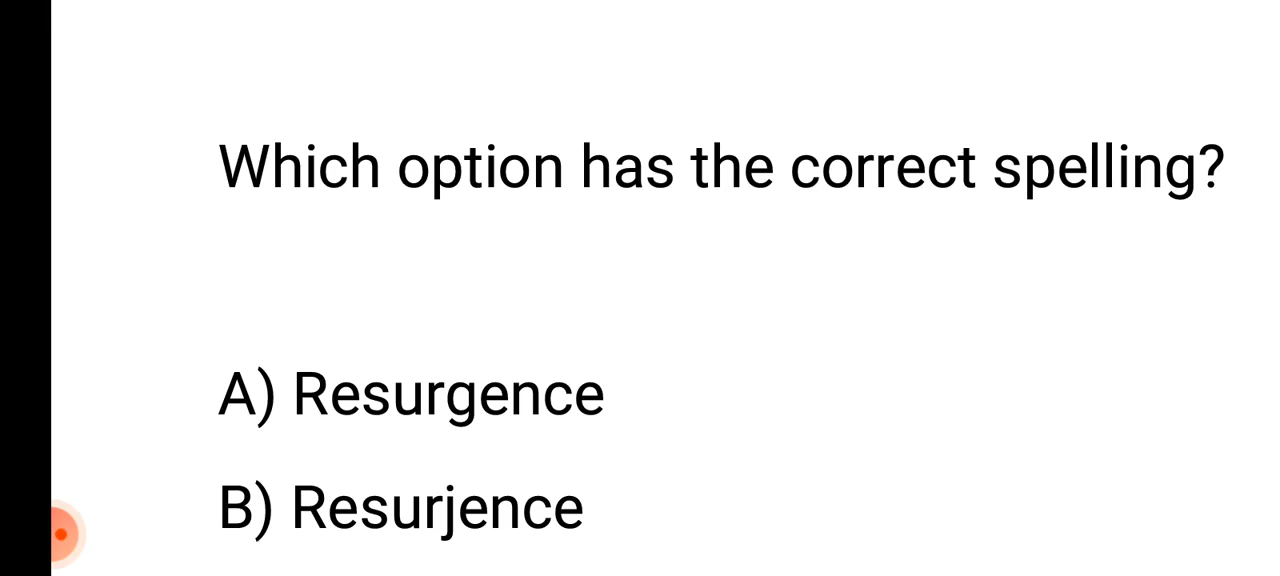 Which option has the correct spelling?
A) Resurgence
B) Resurjence